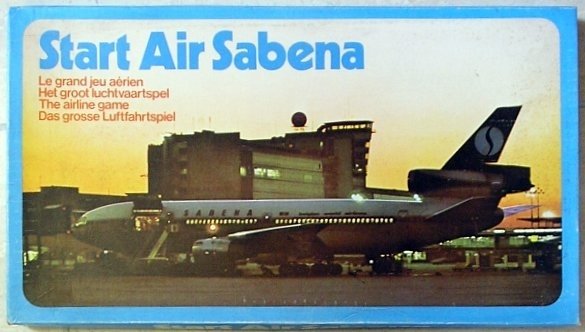 Start Air Sabena
Le grand jeu aérien
Het groot luchtvaartspel
The airline game
Das grosse Luftfahrtspiel
SABENA
S